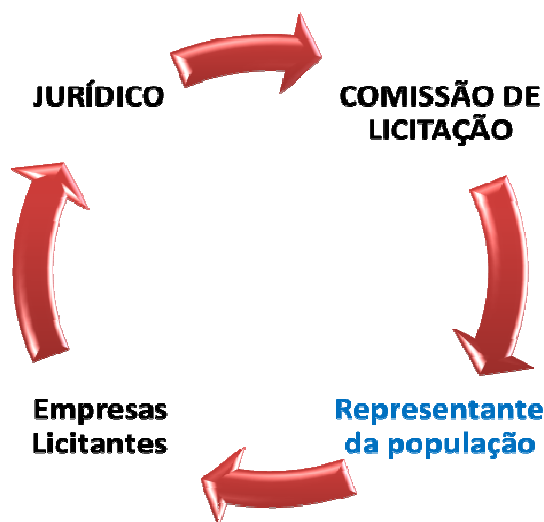 JURÍDICO
COMISSÃO DE
LICITAÇÃO
Representante
da população
Empresas
Licitantes